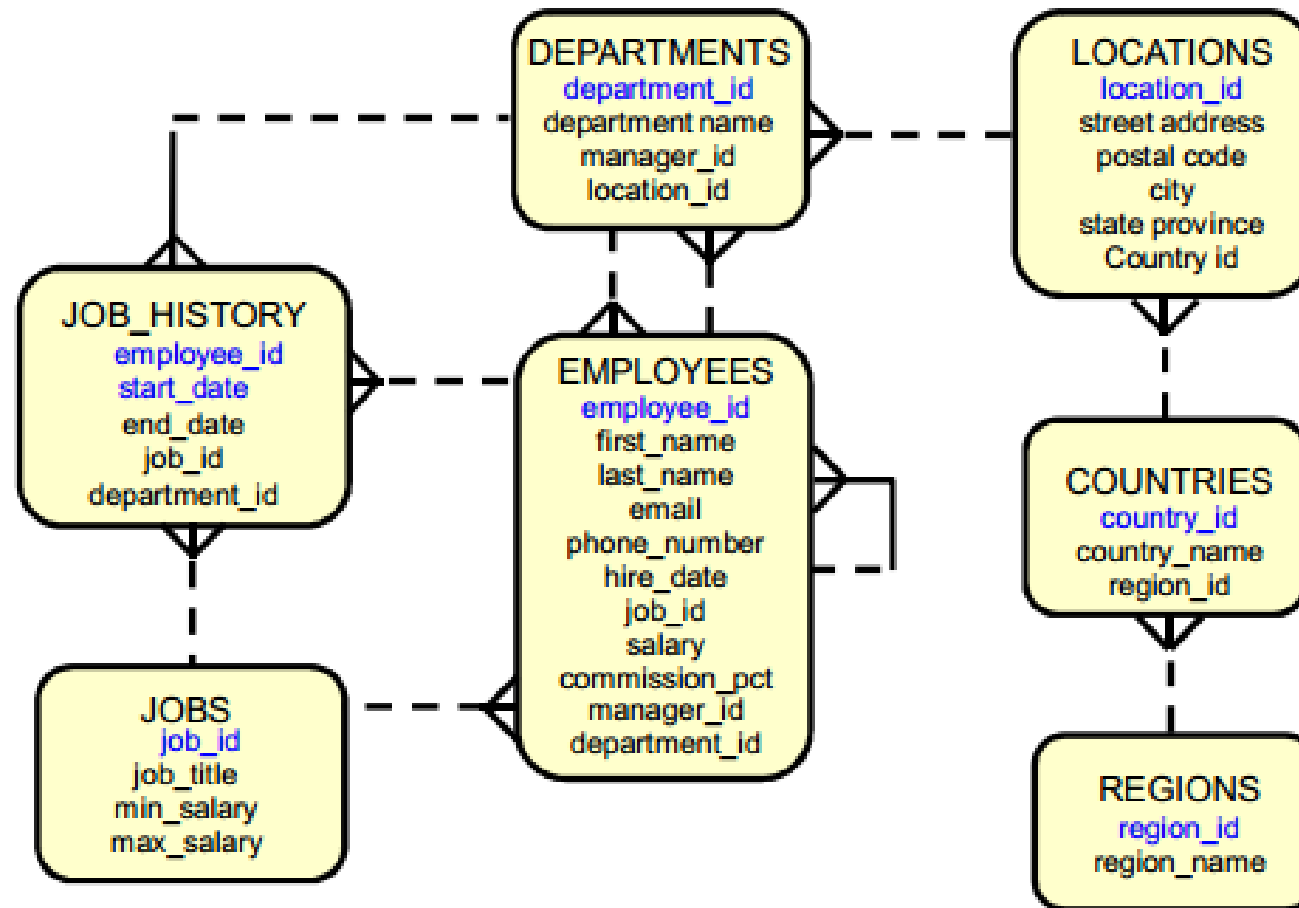 DEPARTMENTS
department_id
department name
manager_id
location_id
LOCATIONS
location_id
street address
postal code
city
state province
Country id
JOB_HISTORY
employee_id
start_date
end_date
job_id
department_id
EMPLOYEES
employee_id
first_name
last_name
email
phone_number
hire_date
job_id
salary
commission_pct
manager_id
department_id
COUNTRIES
country_id
country_name
region_id
JOBS
job_id
job_title
min_salary
max_salary
REGIONS
region_id
region_name